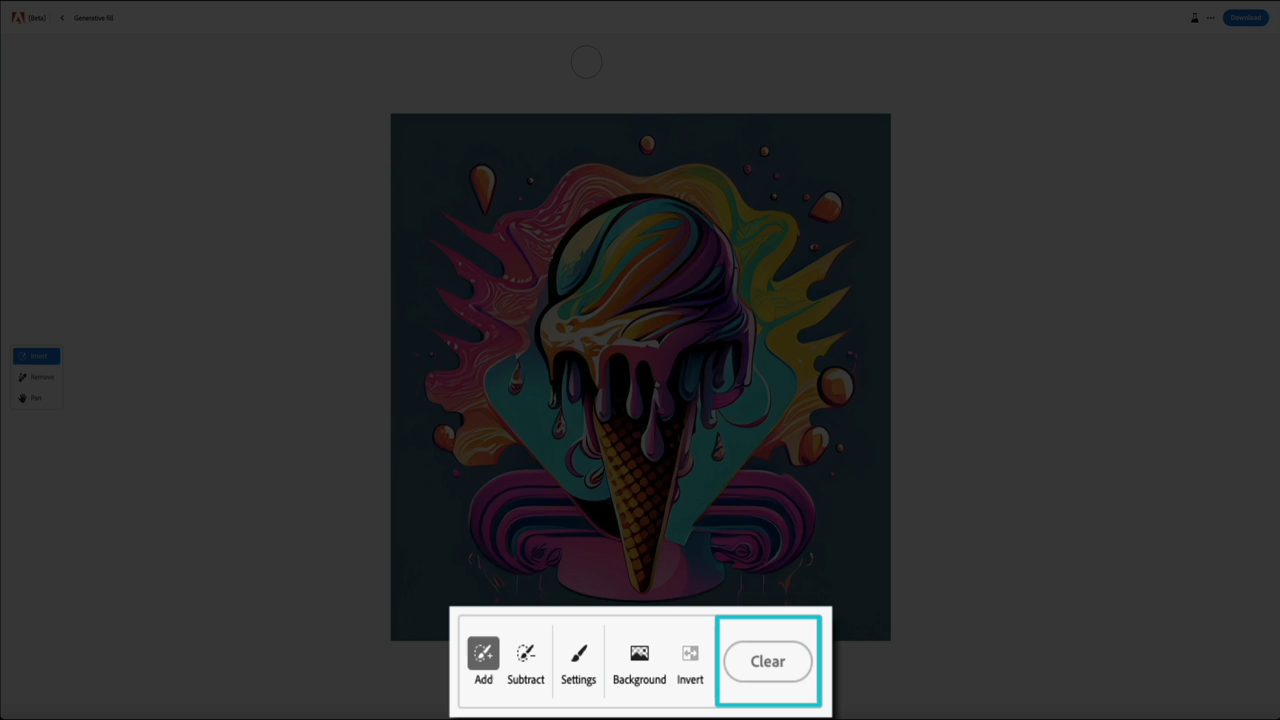 (Beta) Generative fill Download
Insert
Remove
Pan
Add Subtract Settings Background Invert Clear